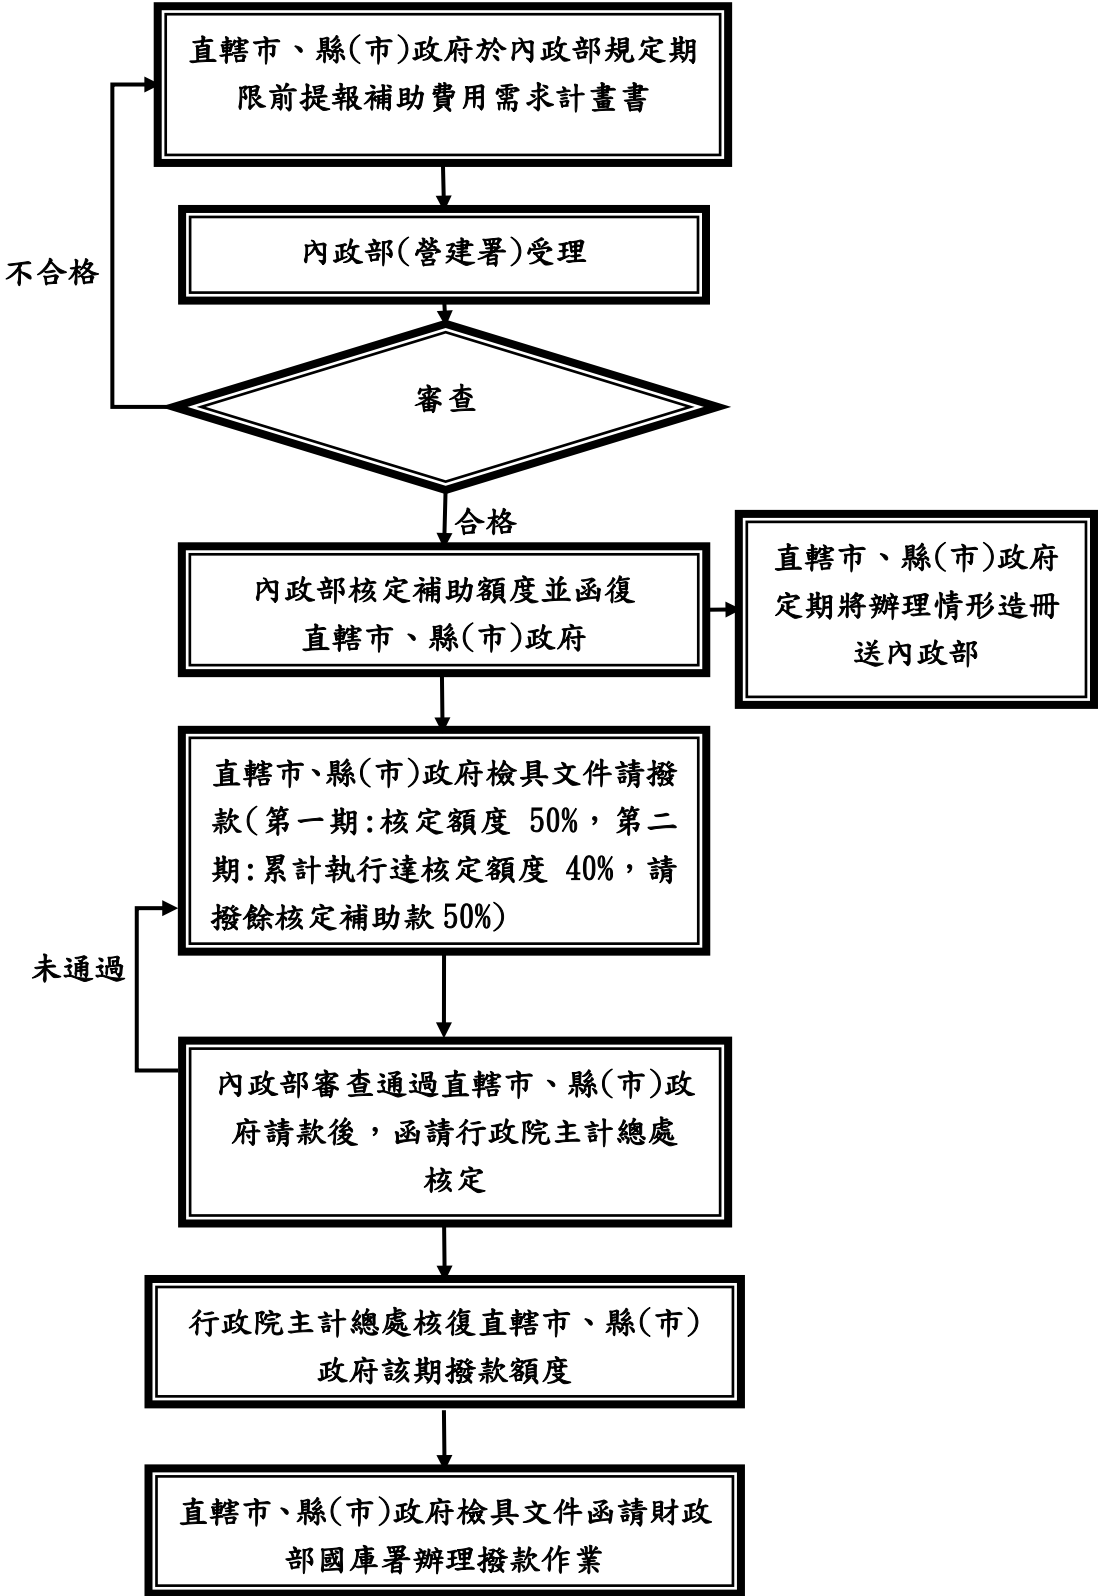 直轄市、縣(市)政府於內政部規定期
限前提報補助費用需求計畫書
內政部(營建署)受理
不合格
審查
合格
內政部核定補助額度並函復
直轄市、縣(市)政府
直轄市、縣(市)政府
定期將辦理情形造冊
送內政部
直轄市、縣(市)政府檢具文件請撥
款(第一期:核定額度 50%，第二
期:累計執行達核定額度 40%，請
撥餘核定補助款 50%)
未通過
內政部審查通過直轄市、縣(市)政
府請款後，函請行政院主計總處
核定
行政院主計總處核復直轄市、縣(市)
政府該期撥款額度
直轄市、縣(市)政府檢具文件函請財政
部國庫署辦理撥款作業